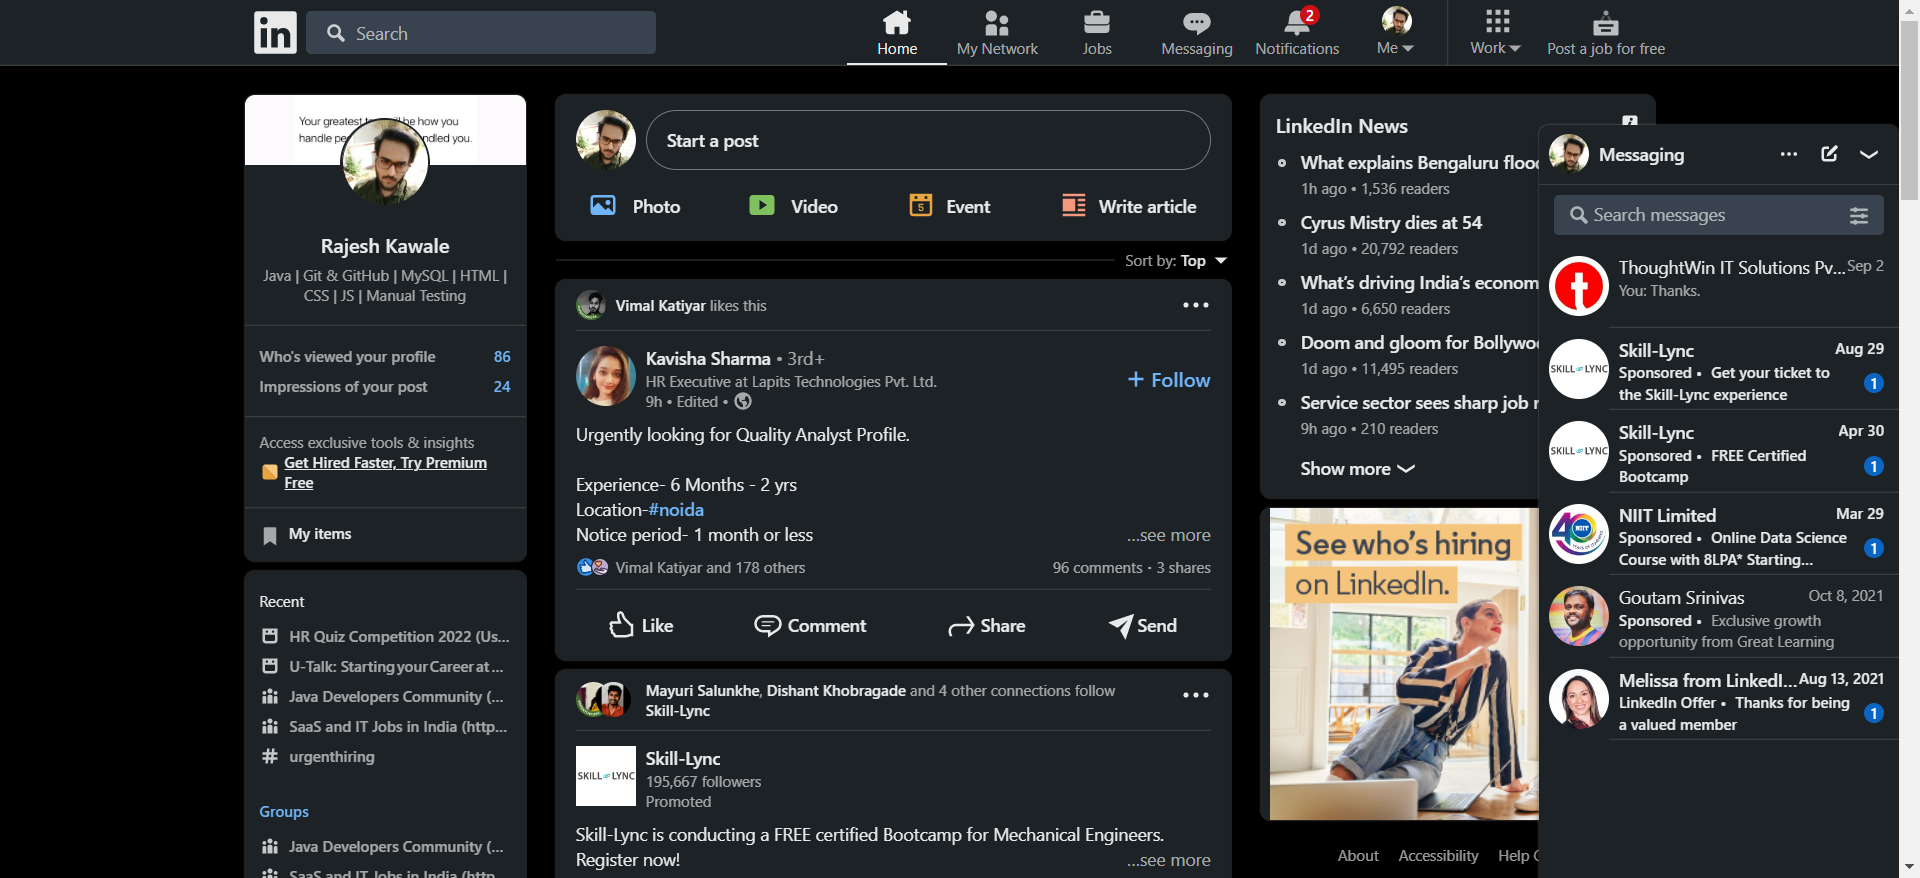 in
Search
Home
My Network
Jobs
Messaging
2
Notifications
Me
Work
Post a job for free
Your greatest be how you
handle ndled you.
Rajesh Kawale
Java | Git & GitHub | MySQL | HTML |
CSS | JS | Manual Testing
Who's viewed your profile 86
Impressions of your post 24
Access exclusive tools & insights
Get Hired Faster, Try Premium
Free
My items
Recent
HR Quiz Competition 2022 (Us...
U-Talk: Starting your Career at ...
Java Developers Community (...
SaaS and IT Jobs in India (http...
# urgenthiring
Groups
Java Developers Community (...
SaaS and IT Jobs in India (http...
Start a post
Photo
Video
5
Event
Write article
Sort by: Top
Vimal Katiyar likes this
Kavisha Sharma • 3rd+
HR Executive at Lapits Technologies Pvt. Ltd.
9h • Edited •
+ Follow
Urgently looking for Quality Analyst Profile.
Experience- 6 Months - 2 yrs
Location-#noida
Notice period- 1 month or less
...see more
Vimal Katiyar and 178 others
96 comments • 3 shares
Like
Comment
Share
Send
Mayuri Salunkhe, Dishant Khobragade and 4 other connections follow
Skill-Lync
SKILL LYNC
Skill-Lync
195,667 followers
Promoted
Skill-Lync is conducting a FREE certified Bootcamp for Mechanical Engineers.
Register now!
...see more
LinkedIn News
What explains Bengaluru floo
1h ago • 1,536 readers
Cyrus Mistry dies at 54
1d ago • 20,792 readers
What's driving India's econom
1d ago • 6,650 readers
Doom and gloom for Bollywo
1d ago • 11,495 readers
Service sector sees sharp job r
9h ago • 210 readers
Show more
See who's hiring
on LinkedIn.
About
Accessibility
Help C
Messaging
Search messages
ThoughtWin IT Solutions Pv... Sep 2
You: Thanks.
SKILL LYNC
Skill-Lync Aug 29
Sponsored • Get your ticket to
the Skill-Lync experience
1
SKILL LYNC
Skill-Lync Apr 30
Sponsored • FREE Certified
Bootcamp
1
40 NIIT
NIIT Limited Mar 29
Sponsored • Online Data Science
Course with 8LPA* Starting...
1
Goutam Srinivas Oct 8, 2021
Sponsored • Exclusive growth
opportunity from Great Learning
Melissa from LinkedI... Aug 13, 2021
LinkedIn Offer • Thanks for being
a valued member
1